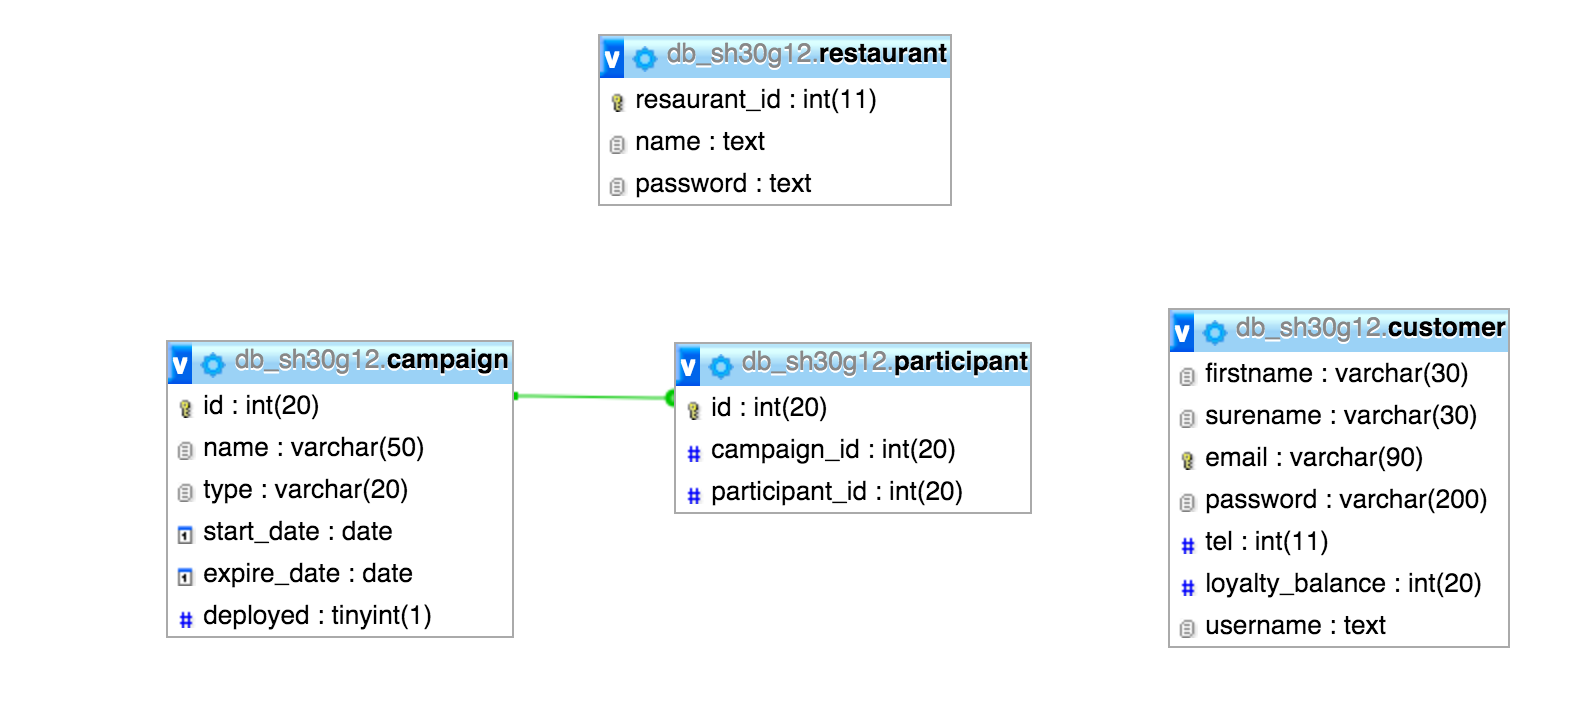 v db_sh30g12.restaurant
resaurant_id : int(11)
name : text
password : text
v db_sh30g12.campaign
id : int(20)
name : varchar(50)
type : varchar(20)
start_date : date
expire_date : date
deployed : tinyint(1)
v db_sh30g12.participant
id : int(20)
campaign_id : int(20)
participant_id : int(20)
v db_sh30g12.customer
firstname : varchar(30)
surename : varchar(30)
email : varchar(90)
password : varchar(200)
tel : int(11)
loyalty_balance : int(20)
username : text